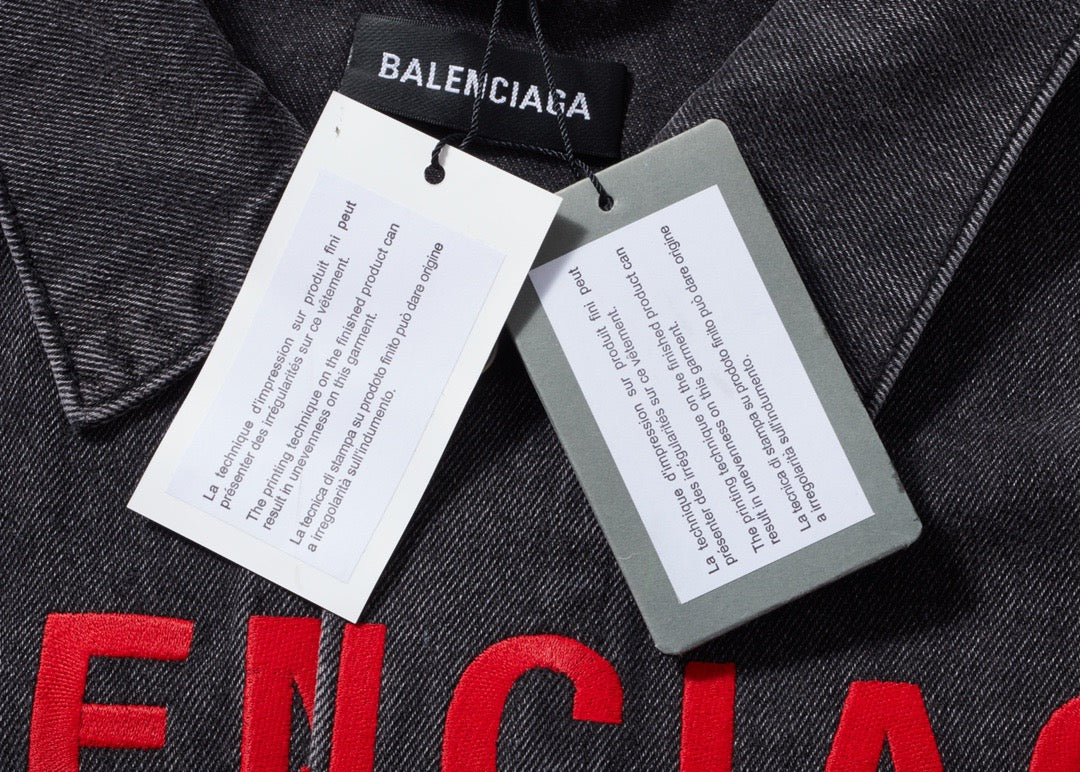 BALENCIAGA
La technique d'impression sur produit fini peut
présenter des irrégularités sur ce vêtement.
The printing technique on the finished product can
result in unevenness on this garment.
La tecnica di stampa su prodoto finito può dare origine
a irregolarità sull'indumento.
La technique d'impression sur produit fini peut
présenter des irrégularités sur ce vêtement.
The printing technique on the finished product can
result in unevenness on this garment.
La tecnica di stampa su prodoto finito può dare origine
a irregolarità sull'indumento.
ENCIA